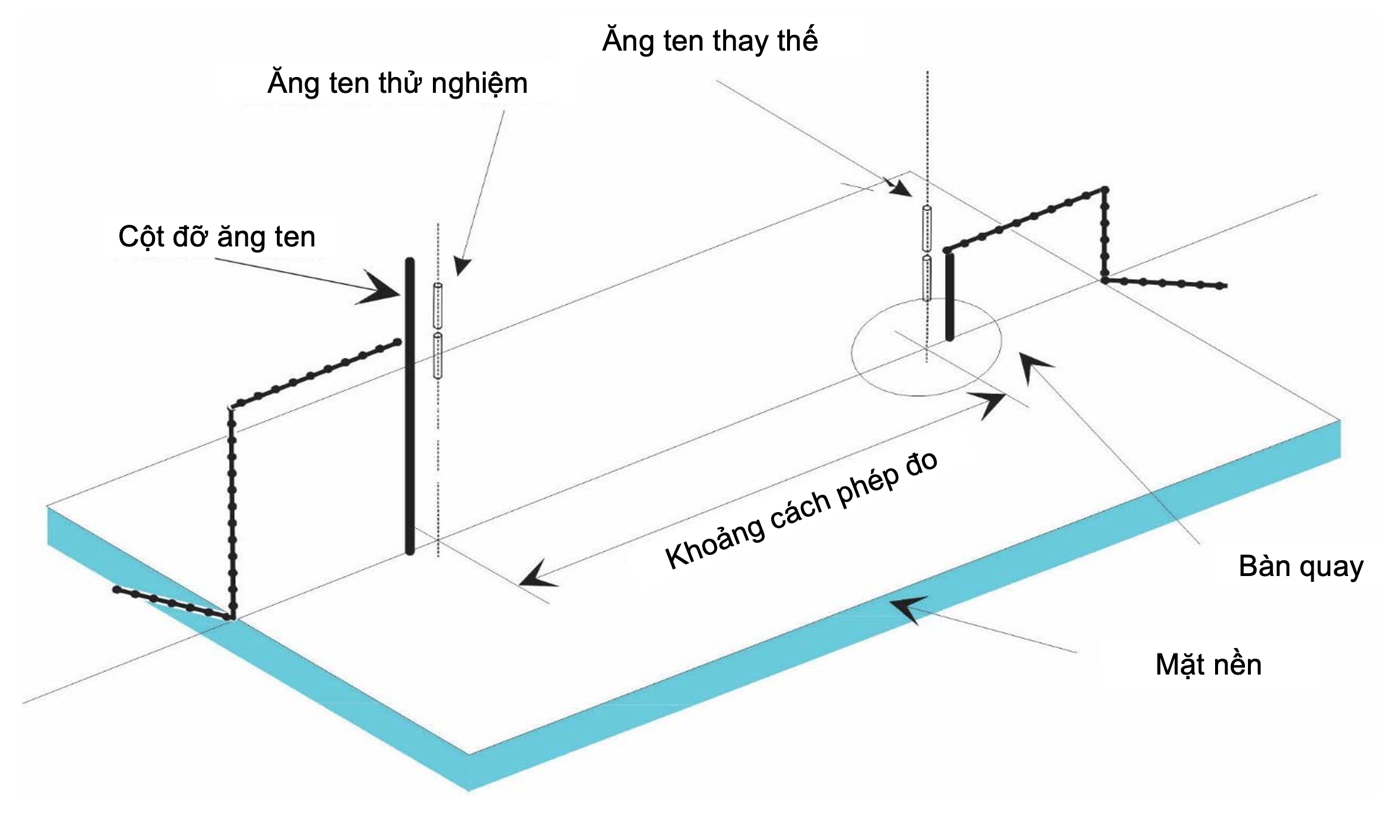 Ăng ten thay thế
Ăng ten thử nghiệm
Cột đỡ ăng ten
Khoảng cách phép đo
Bàn quay
Mặt nền